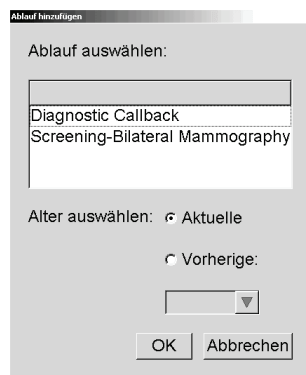 Ablauf hinzufügen
Ablauf auswählen:
Diagnostic Callback
Screening-Bilateral Mammography
Alter auswählen: Aktuelle
Vorherige:
OK Abbrechen